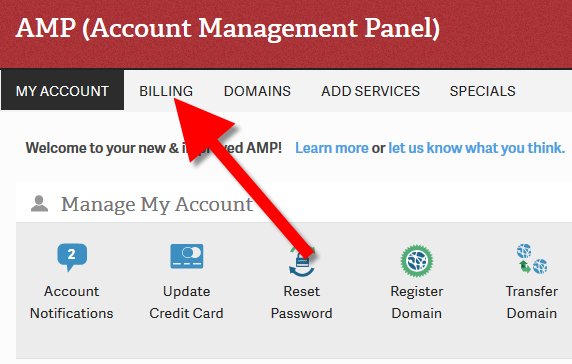 AMP (Account Management Panel)
MY ACCOUNT BILLING DOMAINS ADD SERVICES SPECIALS
Welcome to your new & improved AMP! Learn more or let us know what you think.
Manage My Account
2
Account Update Reset Register Transfer
Notifications Credit Card Password Domain Domain